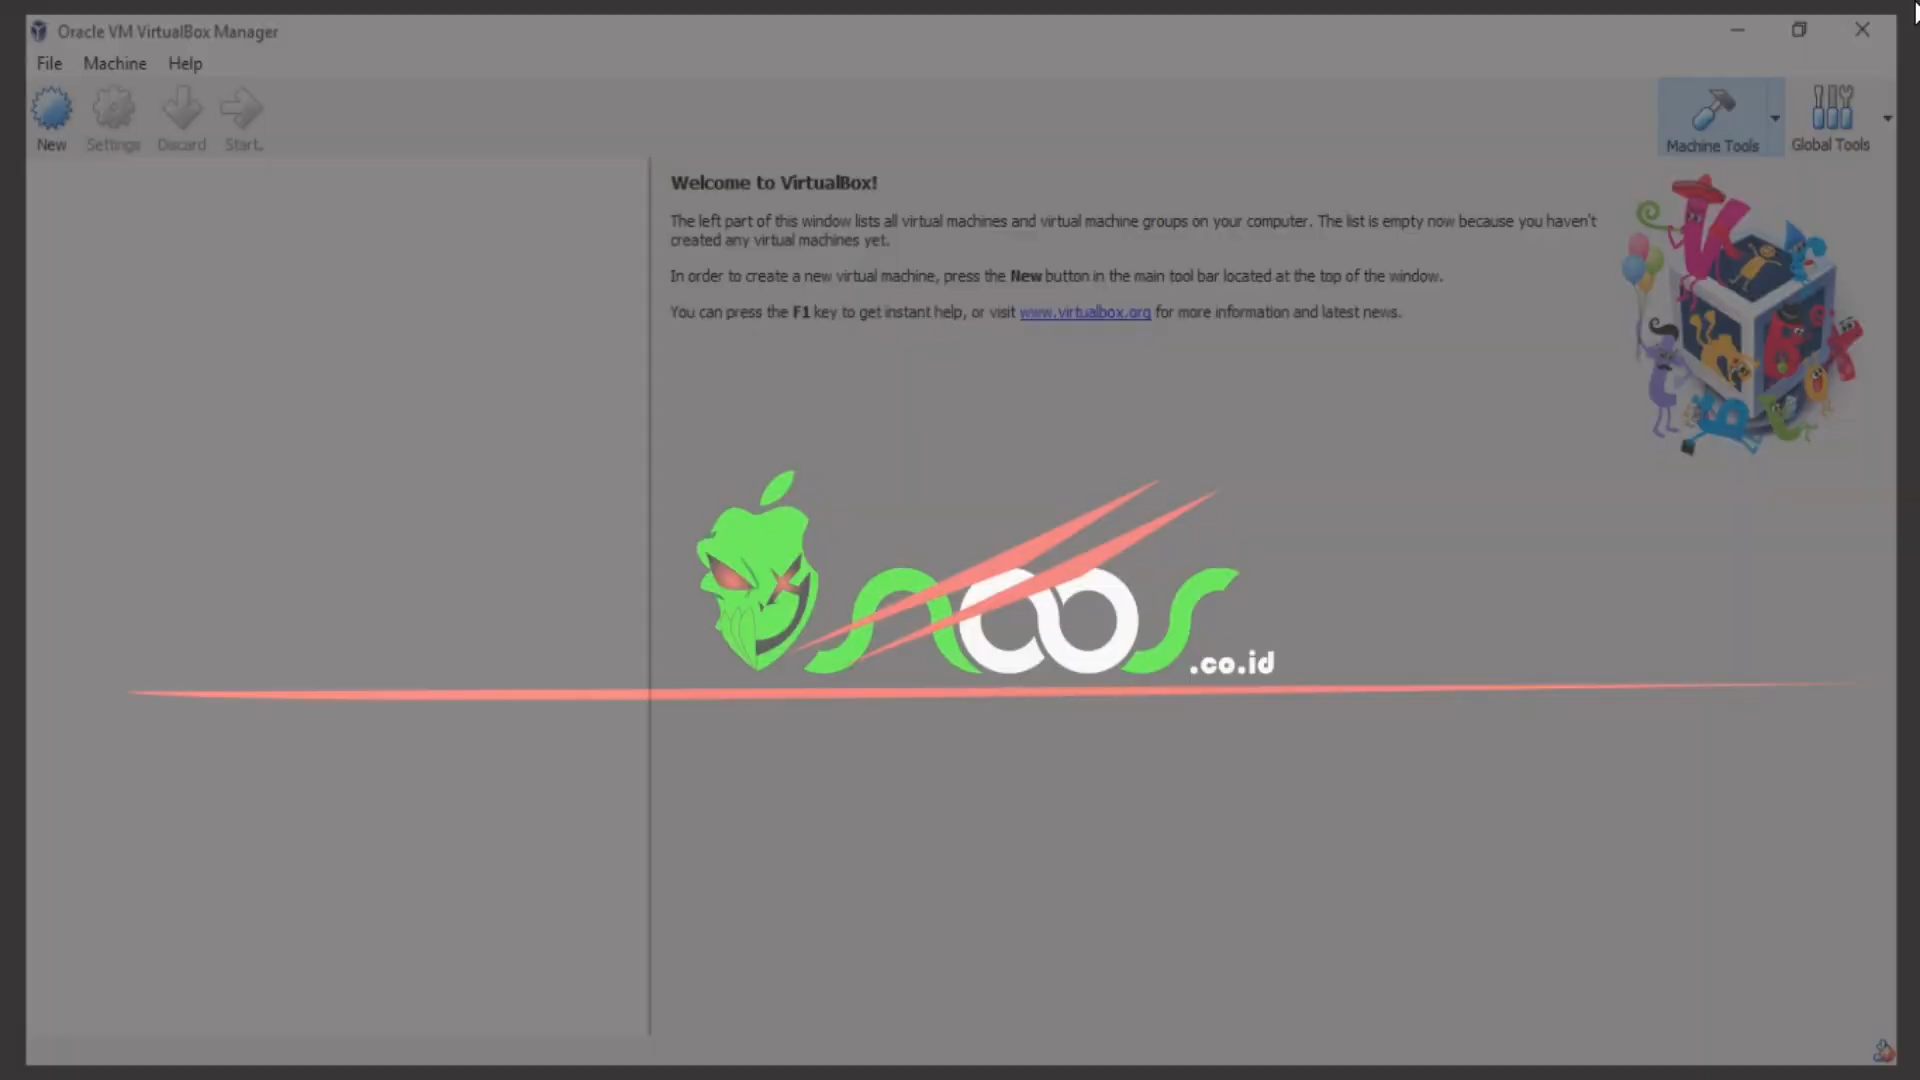 Oracle VM VirtualBox Manager
File Machine Help
New Settings Discard Start
Machine Tools Global Tools
Welcome to VirtualBox!
The left part of this window lists all virtual machines and virtual machine groups on your computer. The list is empty now because you haven't
created any virtual machines yet.
In order to create a new virtual machine, press the New button in the main tool bar located at the top of the window.
You can press the F1 key to get instant help, or visit www.virtualbox.org for more information and latest news.
.co.id